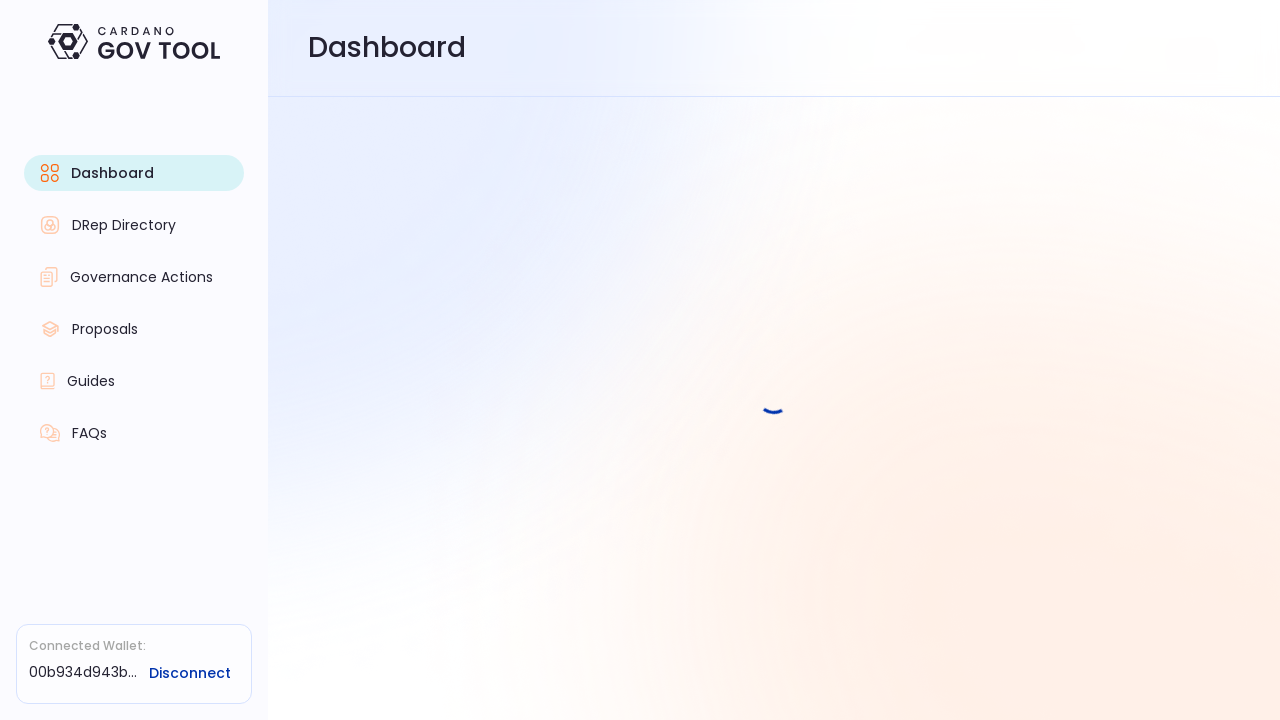 CARDANO
GOV TOOL
Dashboard
Dashboard
DRep Directory
Governance Actions
Proposals
Guides
FAQs
Connected Wallet:
00b934d943b...
Disconnect